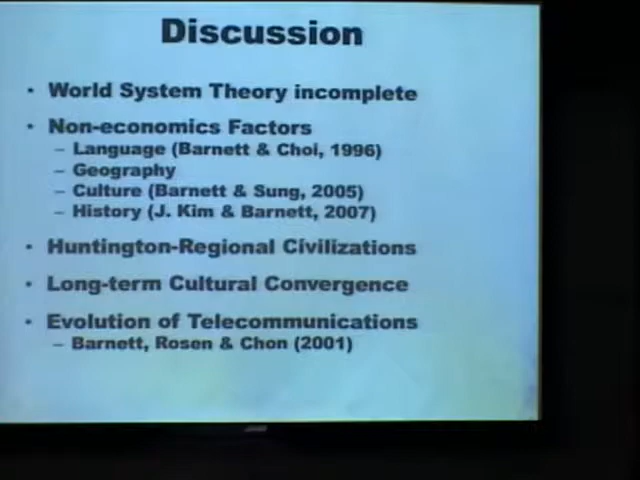 Discussion
• World System Theory incomplete
• Non-economics Factors
– Language (Barnett & Choi, 1996)
– Geography
– Culture (Barnett & Sung, 2005)
– History (J. Kim & Barnett, 2007)
• Huntington-Regional Civilizations
• Long-term Cultural Convergence
• Evolution of Telecommunications
– Barnett, Rosen & Chon (2001)